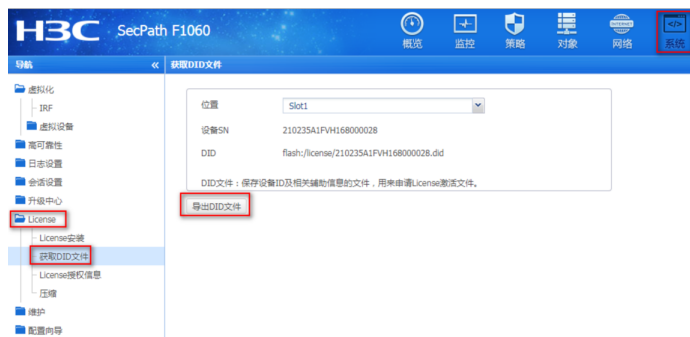 H3C SecPath F1060
概览 监控 策略 对象 网络 系统
导航 « 获取DID文件
虚拟化
IRF
虚拟设备
高可靠性
日志设置
会话设置
升级中心
License
License安装
获取DID文件
License授权信息
压缩
维护
配置向导
位置 Slot1
设备SN 210235A1FVH168000028
DID flash:/license/210235A1FVH168000028.did
DID文件：保存设备ID及相关辅助信息的文件，用来申请License激活文件。
导出DID文件